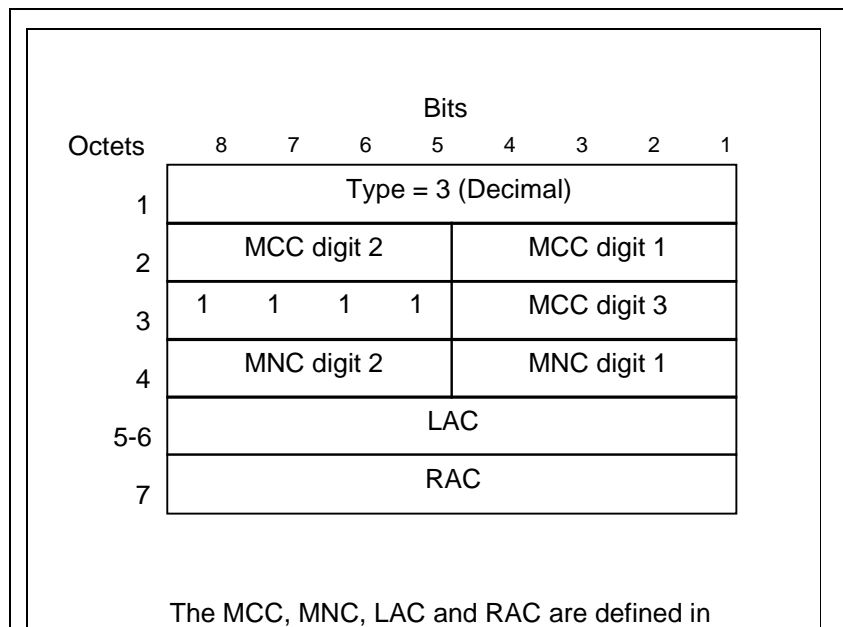 Bits
Octets 8 7 6 5 4 3 2 1
1 Type = 3 (Decimal)
2 MCC digit 2 MCC digit 1
3 1 1 1 1 MCC digit 3
4 MNC digit 2 MNC digit 1
5-6 LAC
7 RAC
The MCC, MNC, LAC and RAC are defined in